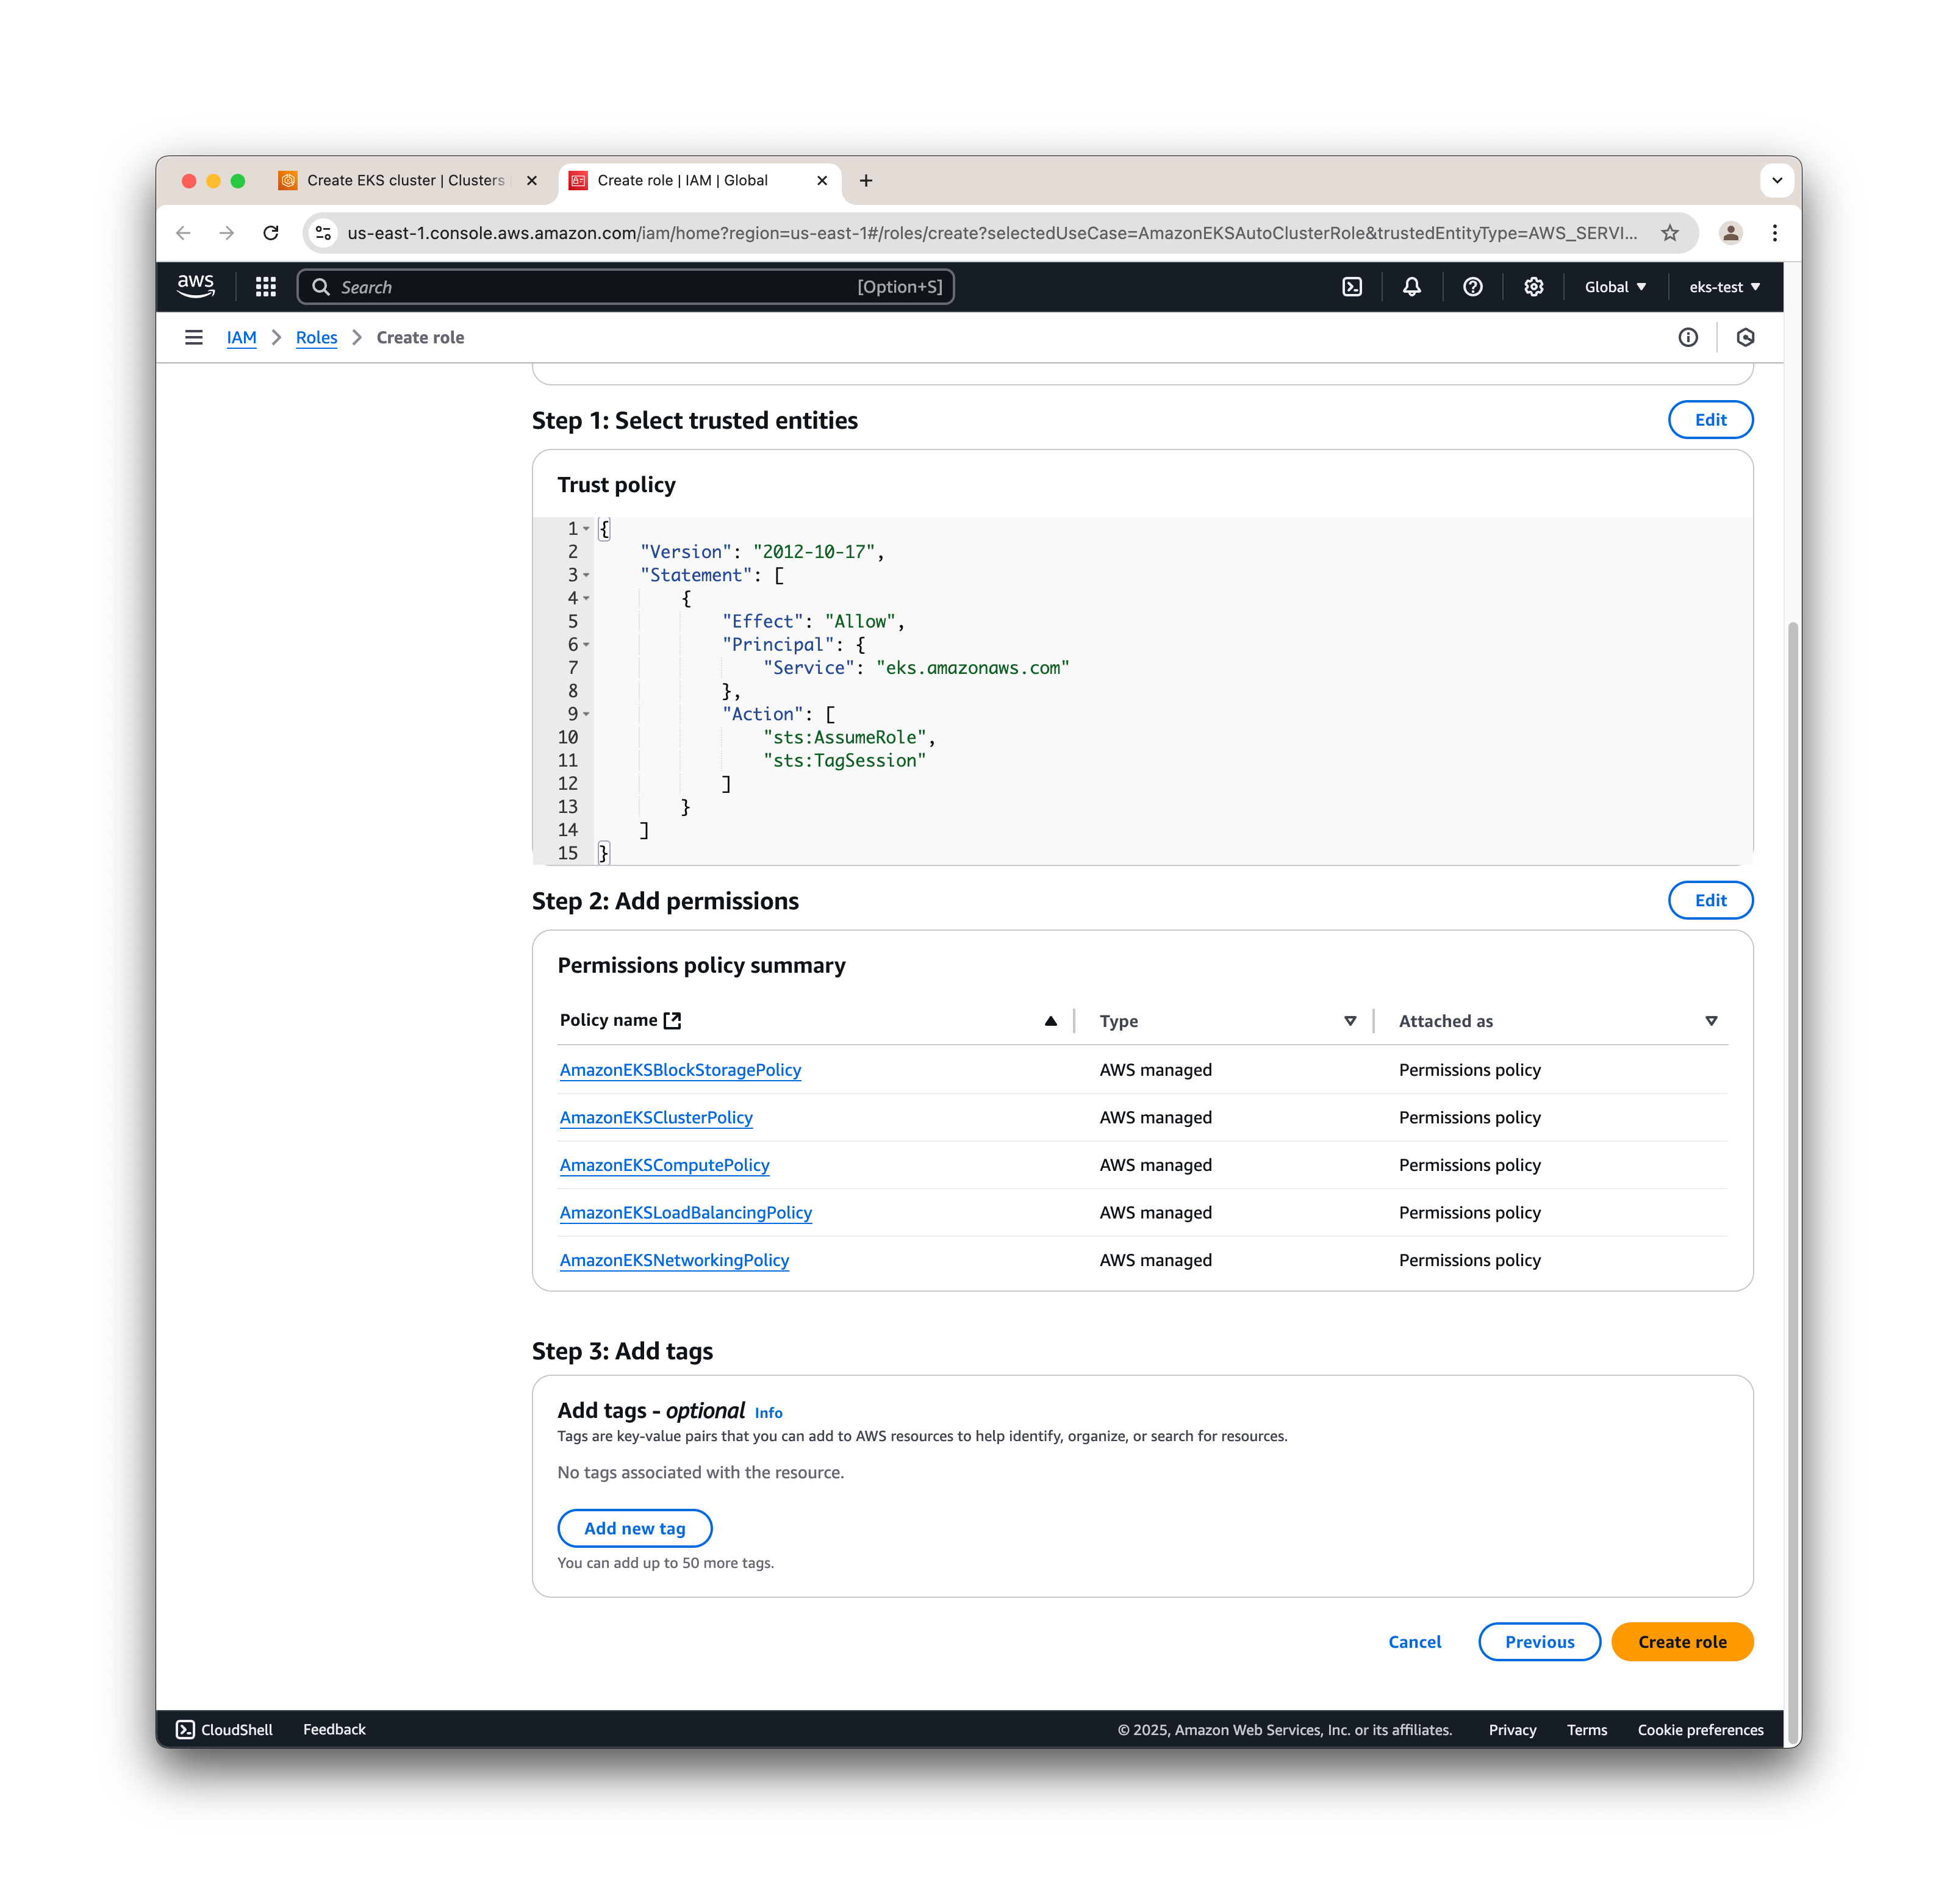 Create EKS cluster | Clusters
Create role | IAM | Global
us-east-1.console.aws.amazon.com/iam/home?region=us-east-1#/roles/create?selectedUseCase=AmazonEKSAutoClusterRole&trustedEntityType=AWS_SERVI...
aws
Search
[Option+S]
Global
eks-test
IAM
Roles
Create role
Step 1: Select trusted entities
Edit
Trust policy
1 {
2 "Version": "2012-10-17",
3 "Statement": [
4 {
5 "Effect": "Allow",
6 "Principal": {
7 "Service": "eks.amazonaws.com"
8 },
9 "Action": [
10 "sts:AssumeRole",
11 "sts:TagSession"
12 ]
13 }
14 ]
15 }
Step 2: Add permissions
Edit
Permissions policy summary
Policy name Type Attached as
AmazonEKSBlockStoragePolicy AWS managed Permissions policy
AmazonEKSClusterPolicy AWS managed Permissions policy
AmazonEKSComputePolicy AWS managed Permissions policy
AmazonEKSLoadBalancingPolicy AWS managed Permissions policy
AmazonEKSNetworkingPolicy AWS managed Permissions policy
Step 3: Add tags
Add tags - optional Info
Tags are key-value pairs that you can add to AWS resources to help identify, organize, or search for resources.
No tags associated with the resource.
Add new tag
You can add up to 50 more tags.
Cancel
Previous
Create role
CloudShell
Feedback
© 2025, Amazon Web Services, Inc. or its affiliates.
Privacy
Terms
Cookie preferences